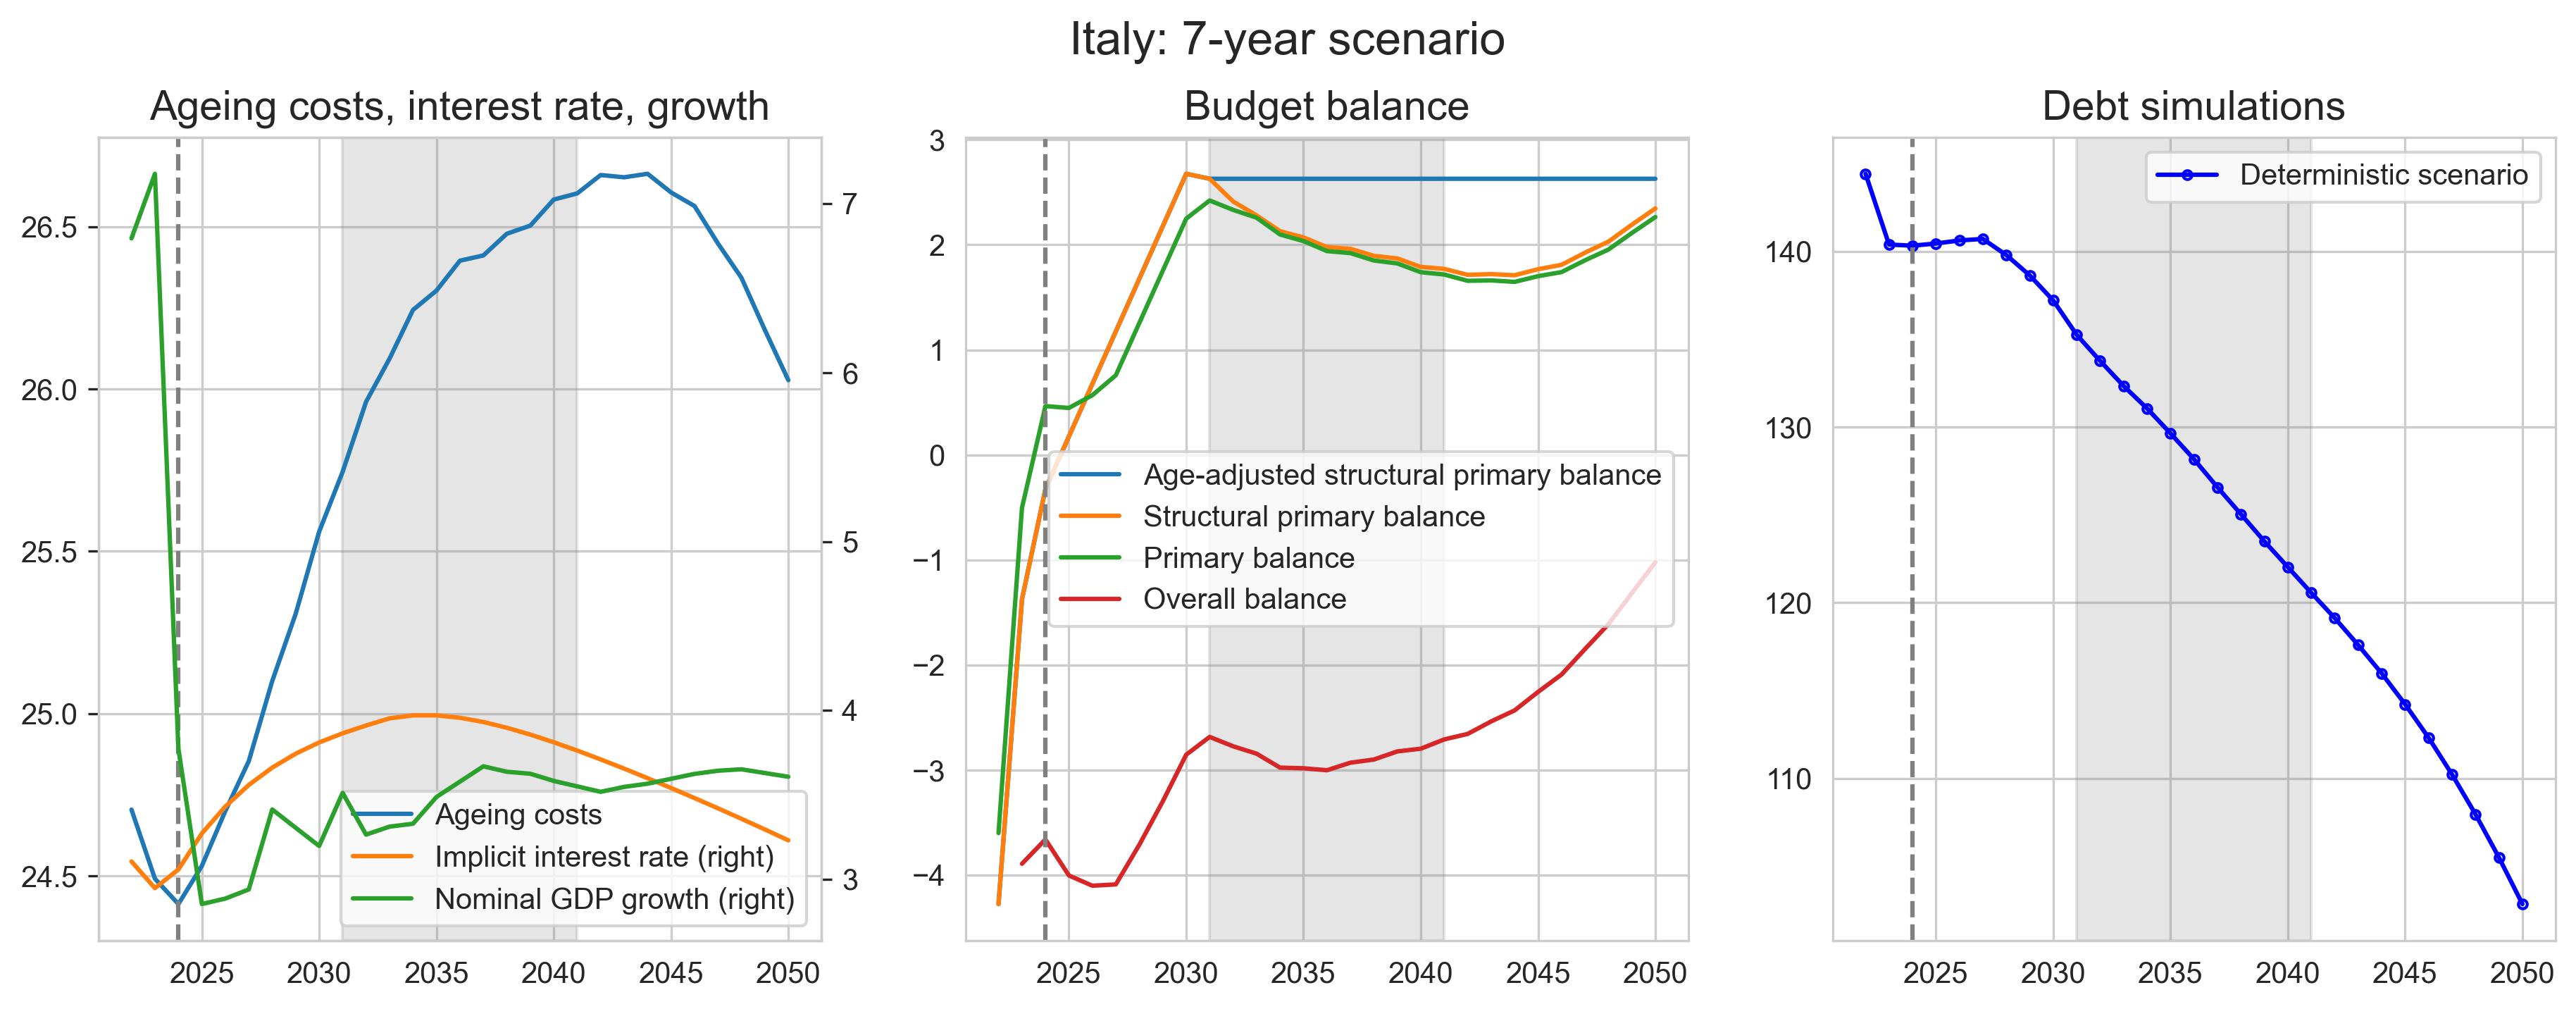 Italy: 7-year scenario
Ageing costs, interest rate, growth
26.5
26.0
25.5
25.0
24.5
7
6
5
4
3
2025 2030 2035 2040 2045 2050
Ageing costs
Implicit interest rate (right)
Nominal GDP growth (right)
Budget balance
3
2
1
0
−1
−2
−3
−4
2025 2030 2035 2040 2045 2050
Age-adjusted structural primary balance
Structural primary balance
Primary balance
Overall balance
Debt simulations
140
130
120
110
2025 2030 2035 2040 2045 2050
Deterministic scenario